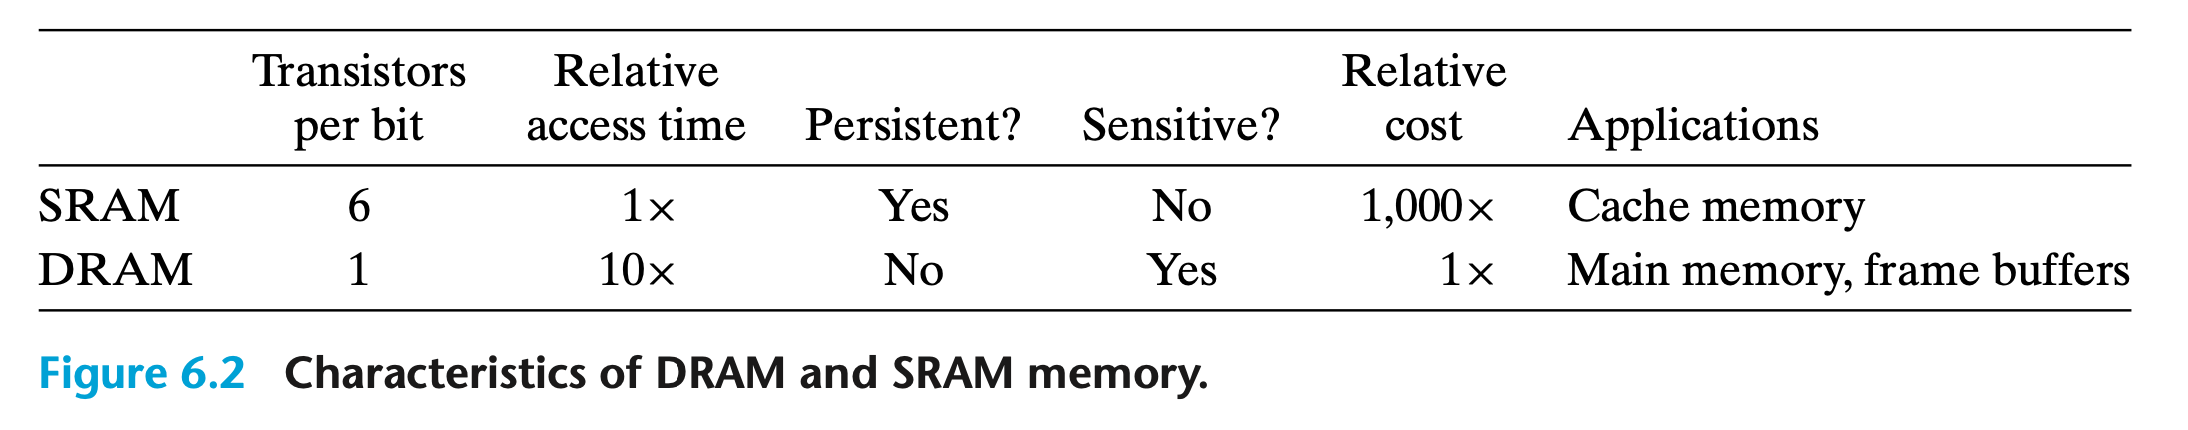 Transistors Relative Relative
per bit access time Persistent? Sensitive? cost Applications
SRAM 6 1× Yes No 1,000× Cache memory
DRAM 1 10× No Yes 1× Main memory, frame buffers
Figure 6.2 Characteristics of DRAM and SRAM memory.